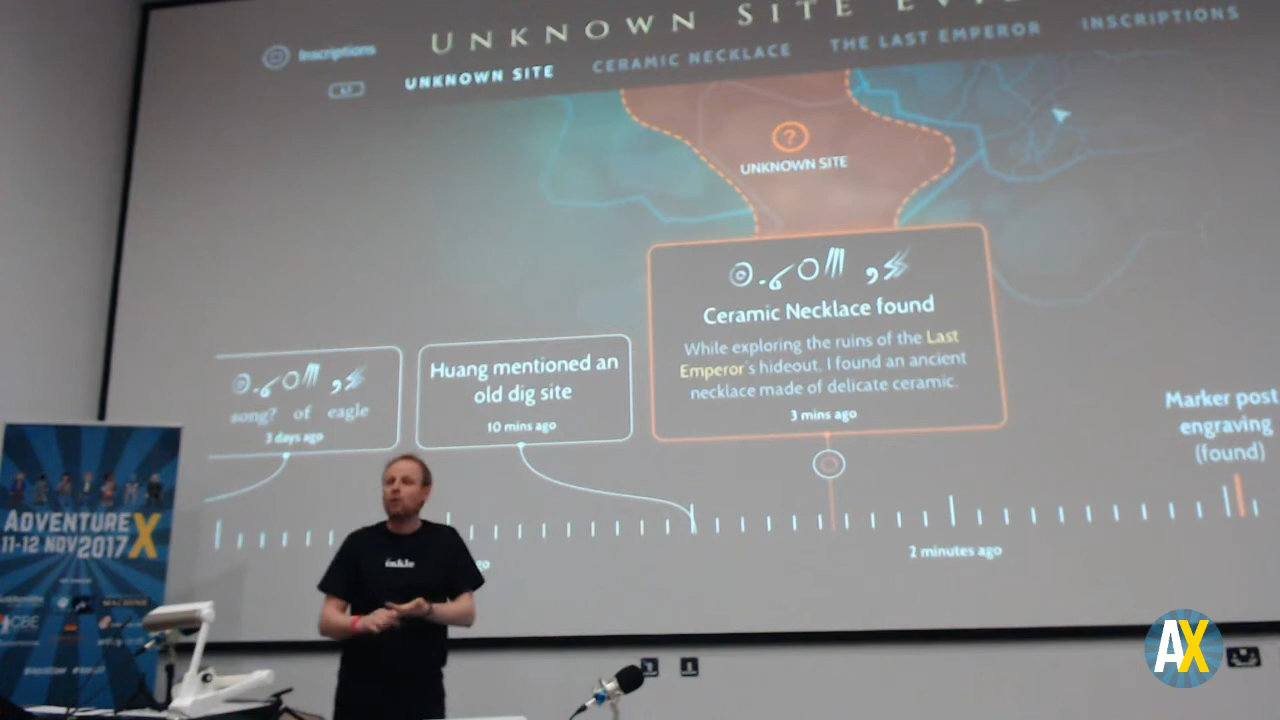 UNKNOWN SITE
Inscriptions
UNKNOWN SITE
CERAMIC NECKLACE
THE LAST EMPEROR
INSCRIPTIONS
?
UNKNOWN SITE
Ceramic Necklace found
While exploring the ruins of the Last
Emperor's hideout, I found an ancient
necklace made of delicate ceramic.
3 mins ago
song? of eagle
3 days ago
Huang mentioned an
old dig site
10 mins ago
Marker post
engraving
(found)
2 minutes ago
go
inkle
ADVENTURE X
11-12 NOV 2017
AX